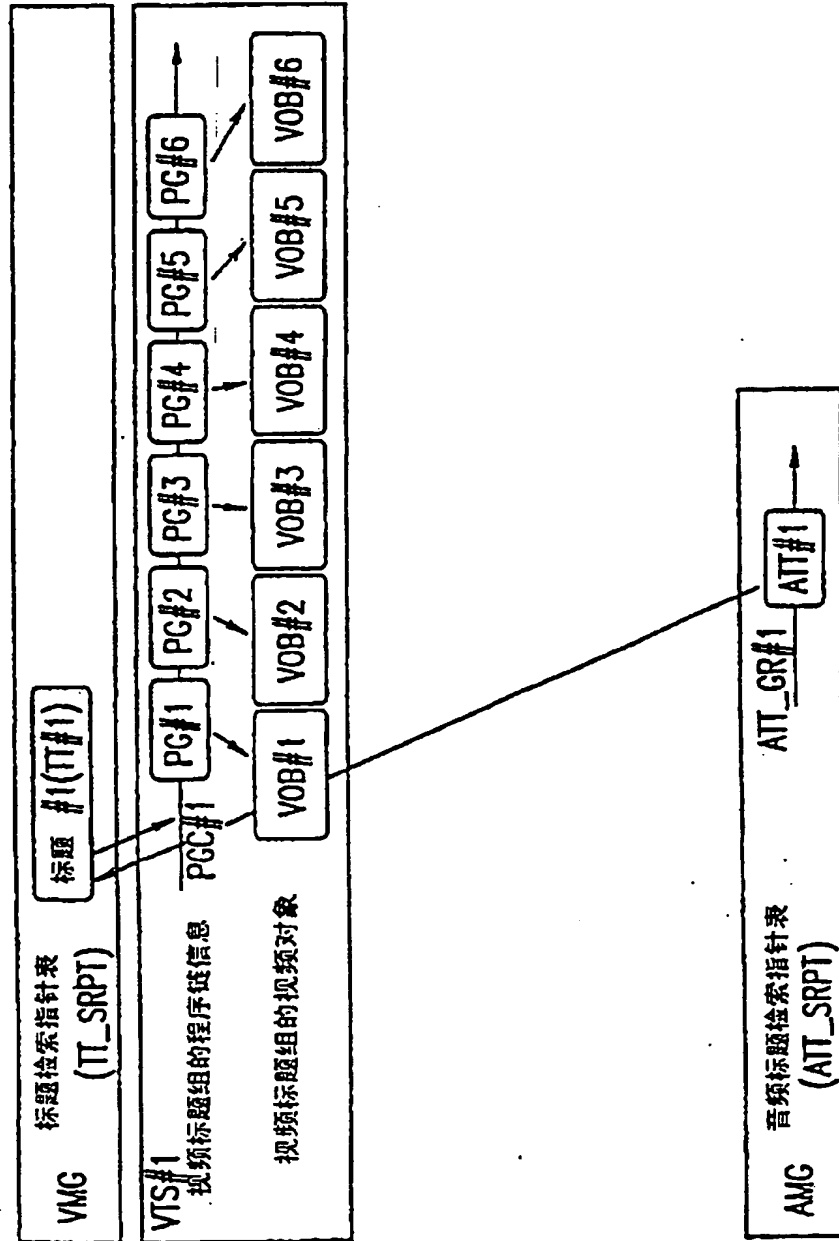 VMG
标题检索指针表
(TT_SRPT)
标题 #1(TT#1)
VTS#1
视频标题组的程序链信息
PGC#1
PG#1
PG#2
PG#3
PG#4
PG#5
PG#6
视频标题组的视频对象
VOB#1
VOB#2
VOB#3
VOB#4
VOB#5
VOB#6
AMG
音频标题检索指针表
(ATT_SRPT)
ATT_GR#1
ATT#1